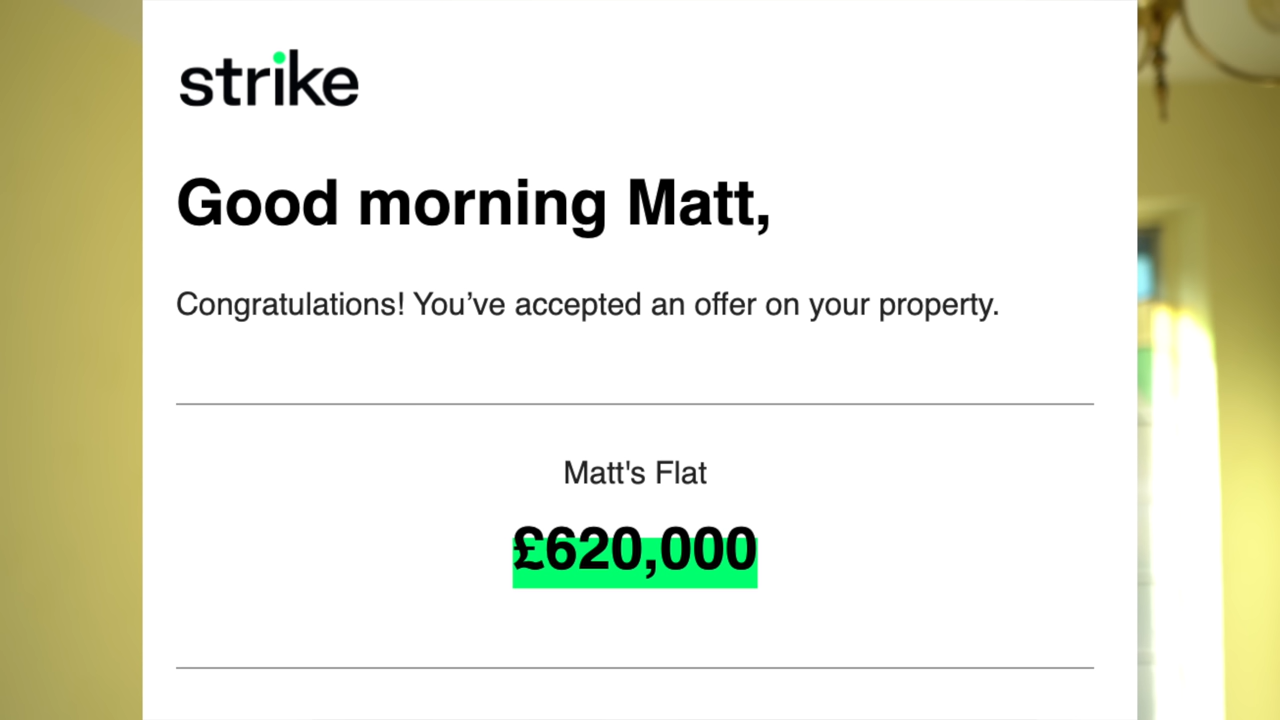 strike
Good morning Matt,
Congratulations! You’ve accepted an offer on your property.
Matt's Flat
£620,000